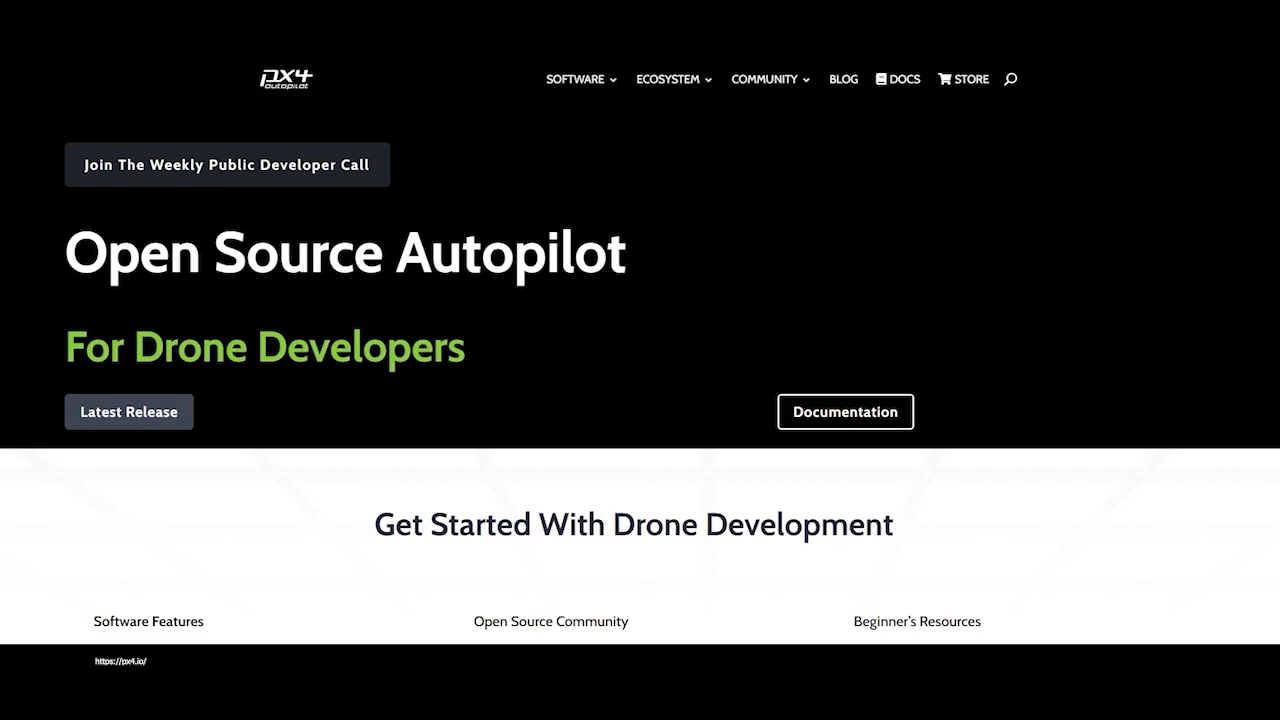 px4
autopilot
SOFTWARE ECOSYSTEM COMMUNITY BLOG DOCS STORE
Join The Weekly Public Developer Call
Open Source Autopilot
For Drone Developers
Latest Release Documentation
Get Started With Drone Development
Software Features Open Source Community Beginner's Resources
https://px4.io/